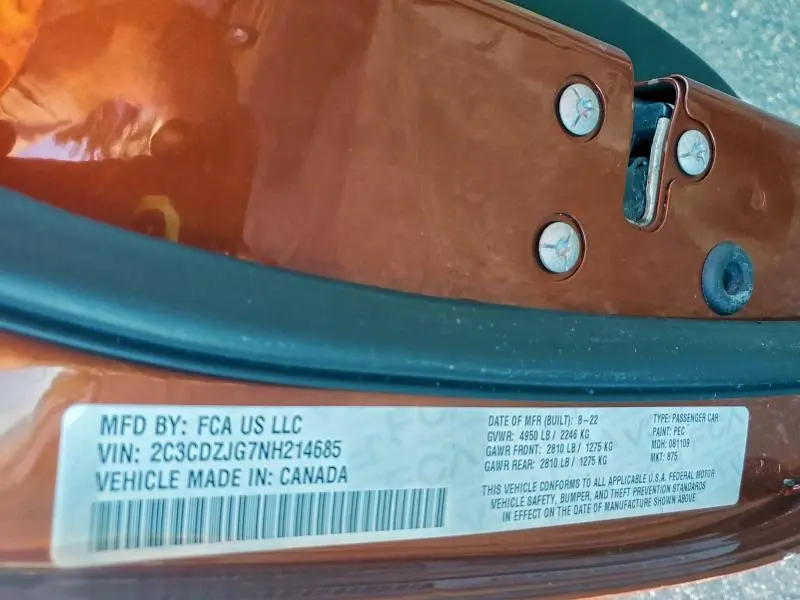 MFD BY: FCA US LLC
VIN: 2C3CDZJG7NH214685
VEHICLE MADE IN: CANADA
DATE OF MFR (BUILT): 8-22
GVWR: 4950 LB / 2246 KG
GAWR FRONT: 2810 LB / 1275 KG
GAWR REAR: 2810 LB / 1275 KG
TYPE: PASSENGER CAR
PAINT: PEC
MDH: 081109
MKT: 875
THIS VEHICLE CONFORMS TO ALL APPLICABLE U.S.A. FEDERAL MOTOR
VEHICLE SAFETY, BUMPER, AND THEFT PREVENTION STANDARDS
IN EFFECT ON THE DATE OF MANUFACTURE SHOWN ABOVE